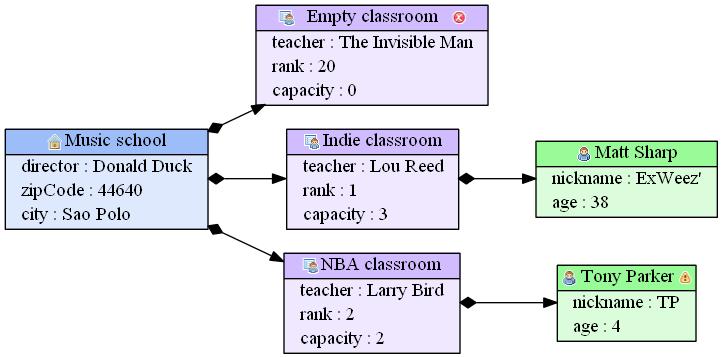 Empty classroom
teacher : The Invisible Man
rank : 20
capacity : 0
Music school
director : Donald Duck
zipCode : 44640
city : Sao Polo
Indie classroom
teacher : Lou Reed
rank : 1
capacity : 3
Matt Sharp
nickname : ExWeez'
age : 38
NBA classroom
teacher : Larry Bird
rank : 2
capacity : 2
Tony Parker
nickname : TP
age : 4